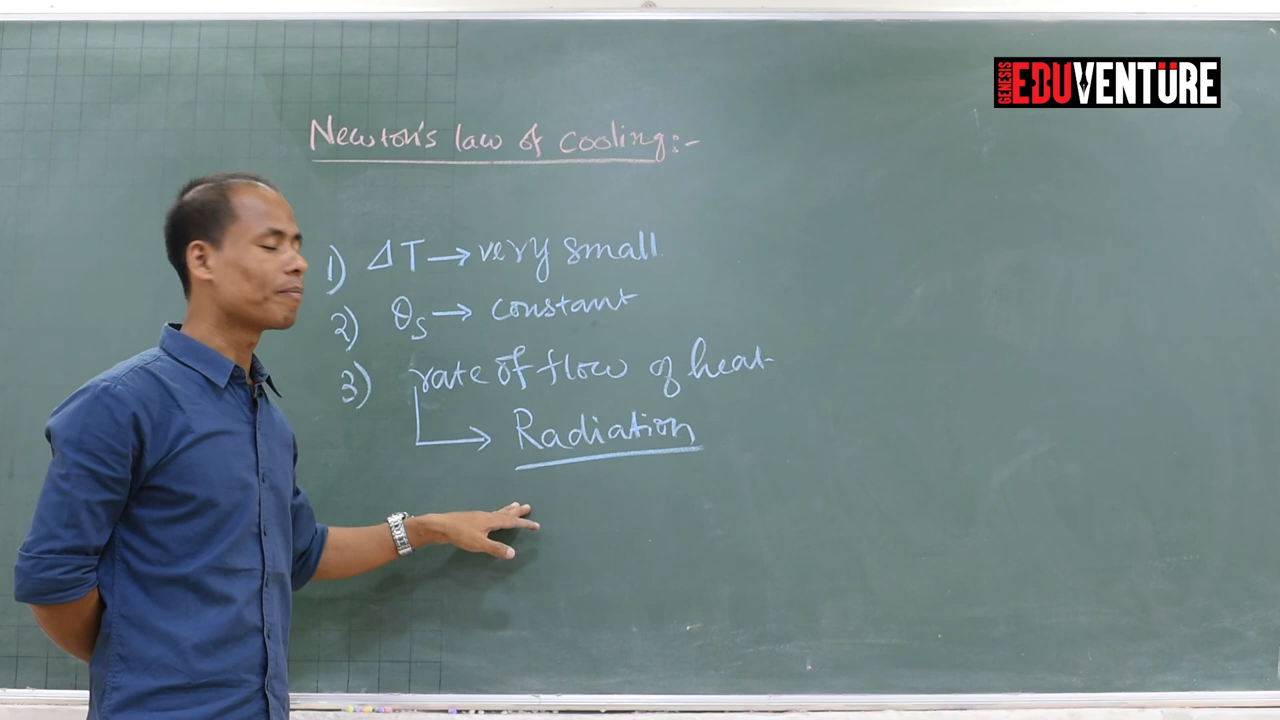 GENESIS EDUVENTÜRE
Newton's law of cooling:-
1) ΔT → very small
2) θs → constant
3) rate of flow of heat
→ Radiation